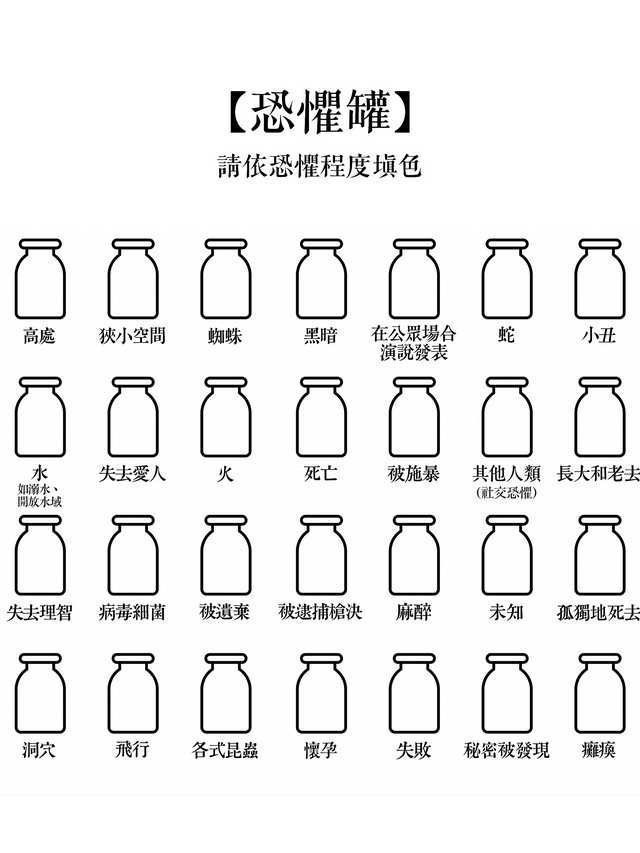 【恐懼罐】
請依恐懼程度填色
高處
狹小空間
蜘蛛
黑暗
在公眾場合
演說發表
蛇
小丑
水
如溺水、
開放水域
失去愛人
火
死亡
被施暴
其他人類
(社交恐懼)
長大和老去
失去理智
病毒細菌
被遺棄
被逮捕槍決
麻醉
未知
孤獨地死去
洞穴
飛行
各式昆蟲
懷孕
失敗
秘密被發現
癱瘓